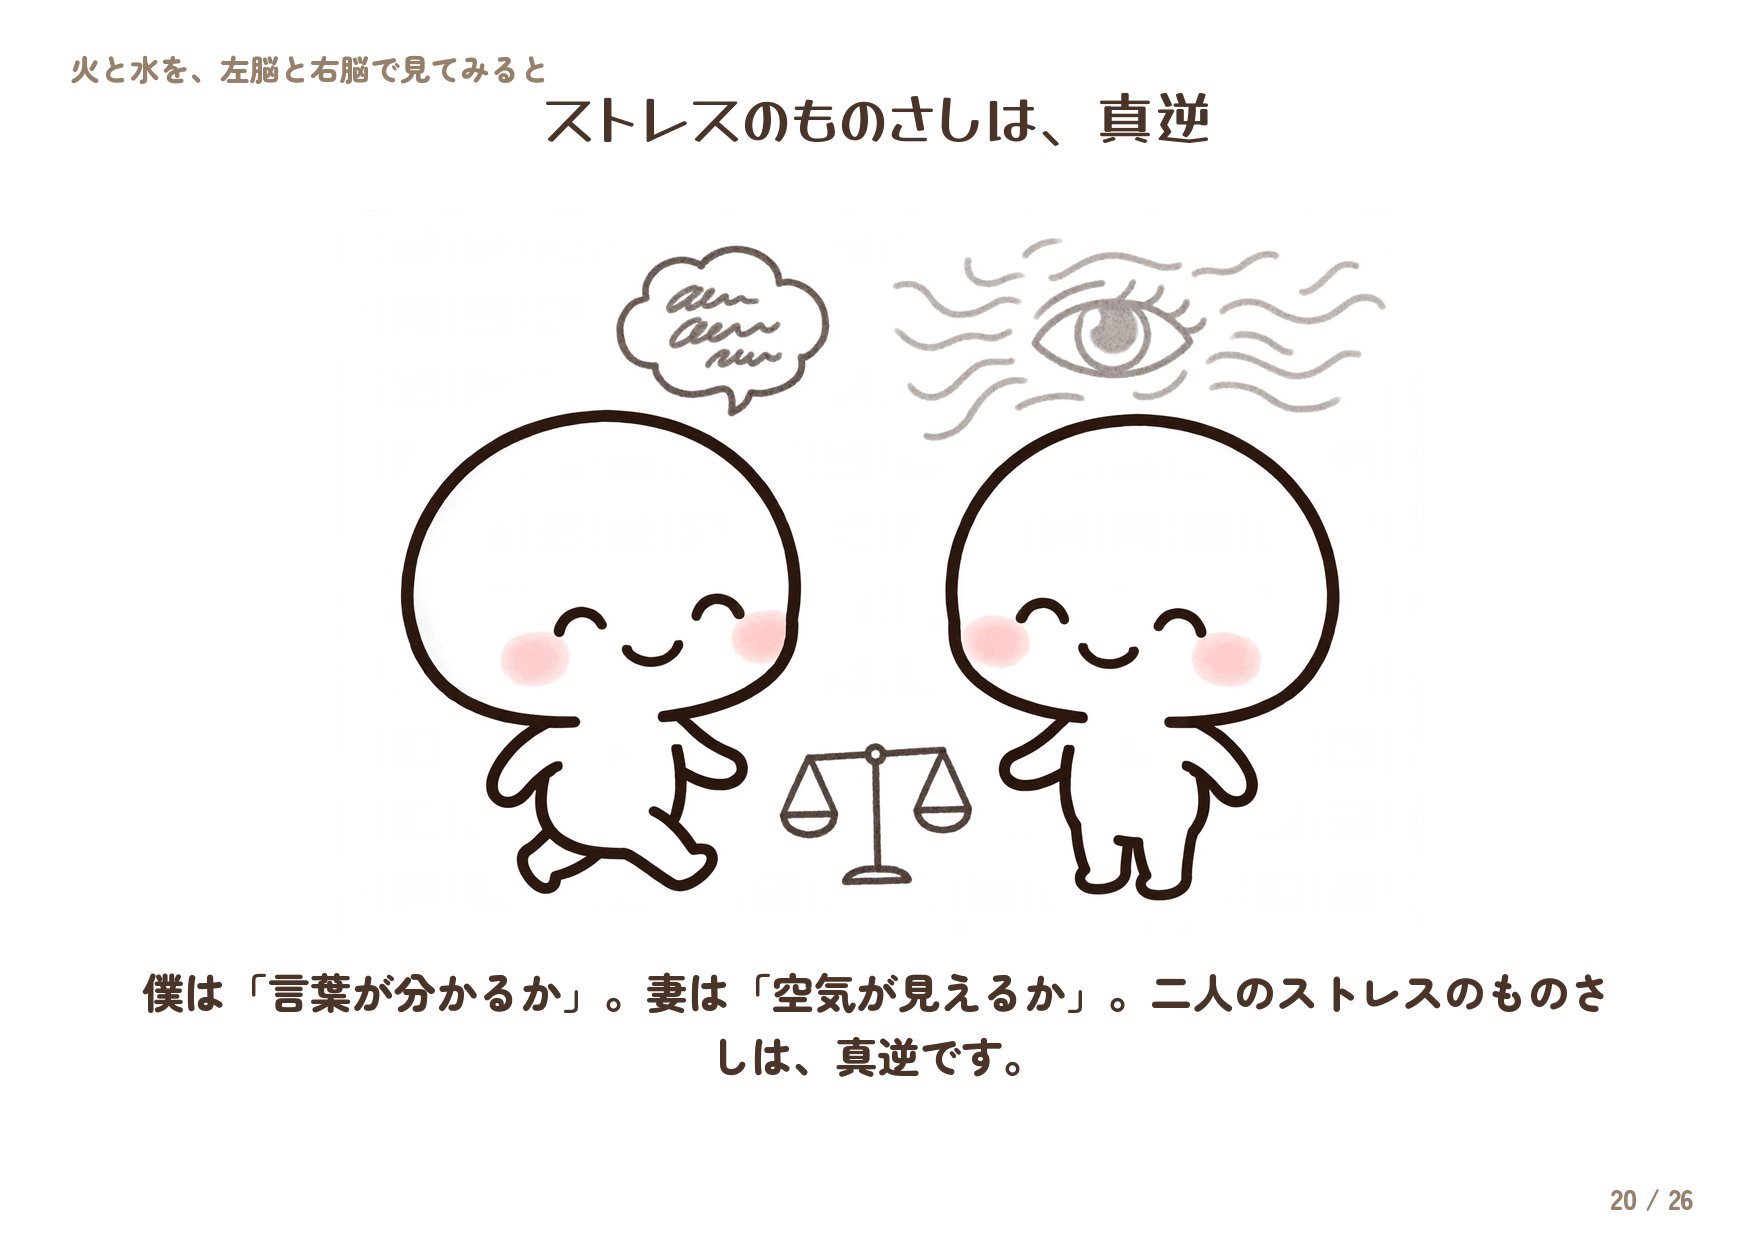 火と水を、左脳と右脳で見てみると
ストレスのものさしは、真逆
僕は「言葉が分かるか」。妻は「空気が見えるか」。二人のストレスのものさ
しは、真逆です。
20 / 26